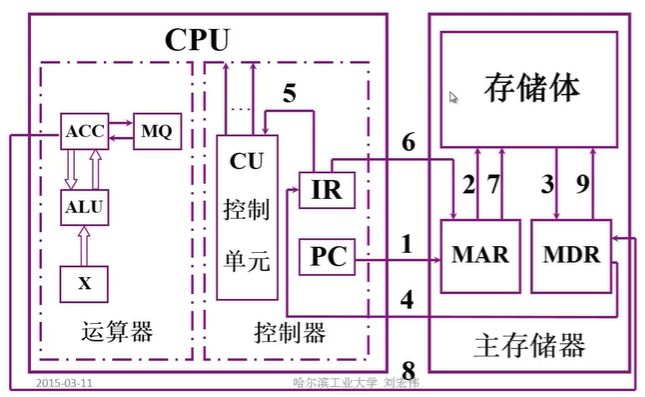 CPU
存储体
5
ACC
MQ
CU
控制
单元
6
IR
2
7
3
9
ALU
1
PC
MAR
MDR
X
4
运算器
控制器
主存储器
8
2015-03-11
哈尔滨工业大学 刘宏伟